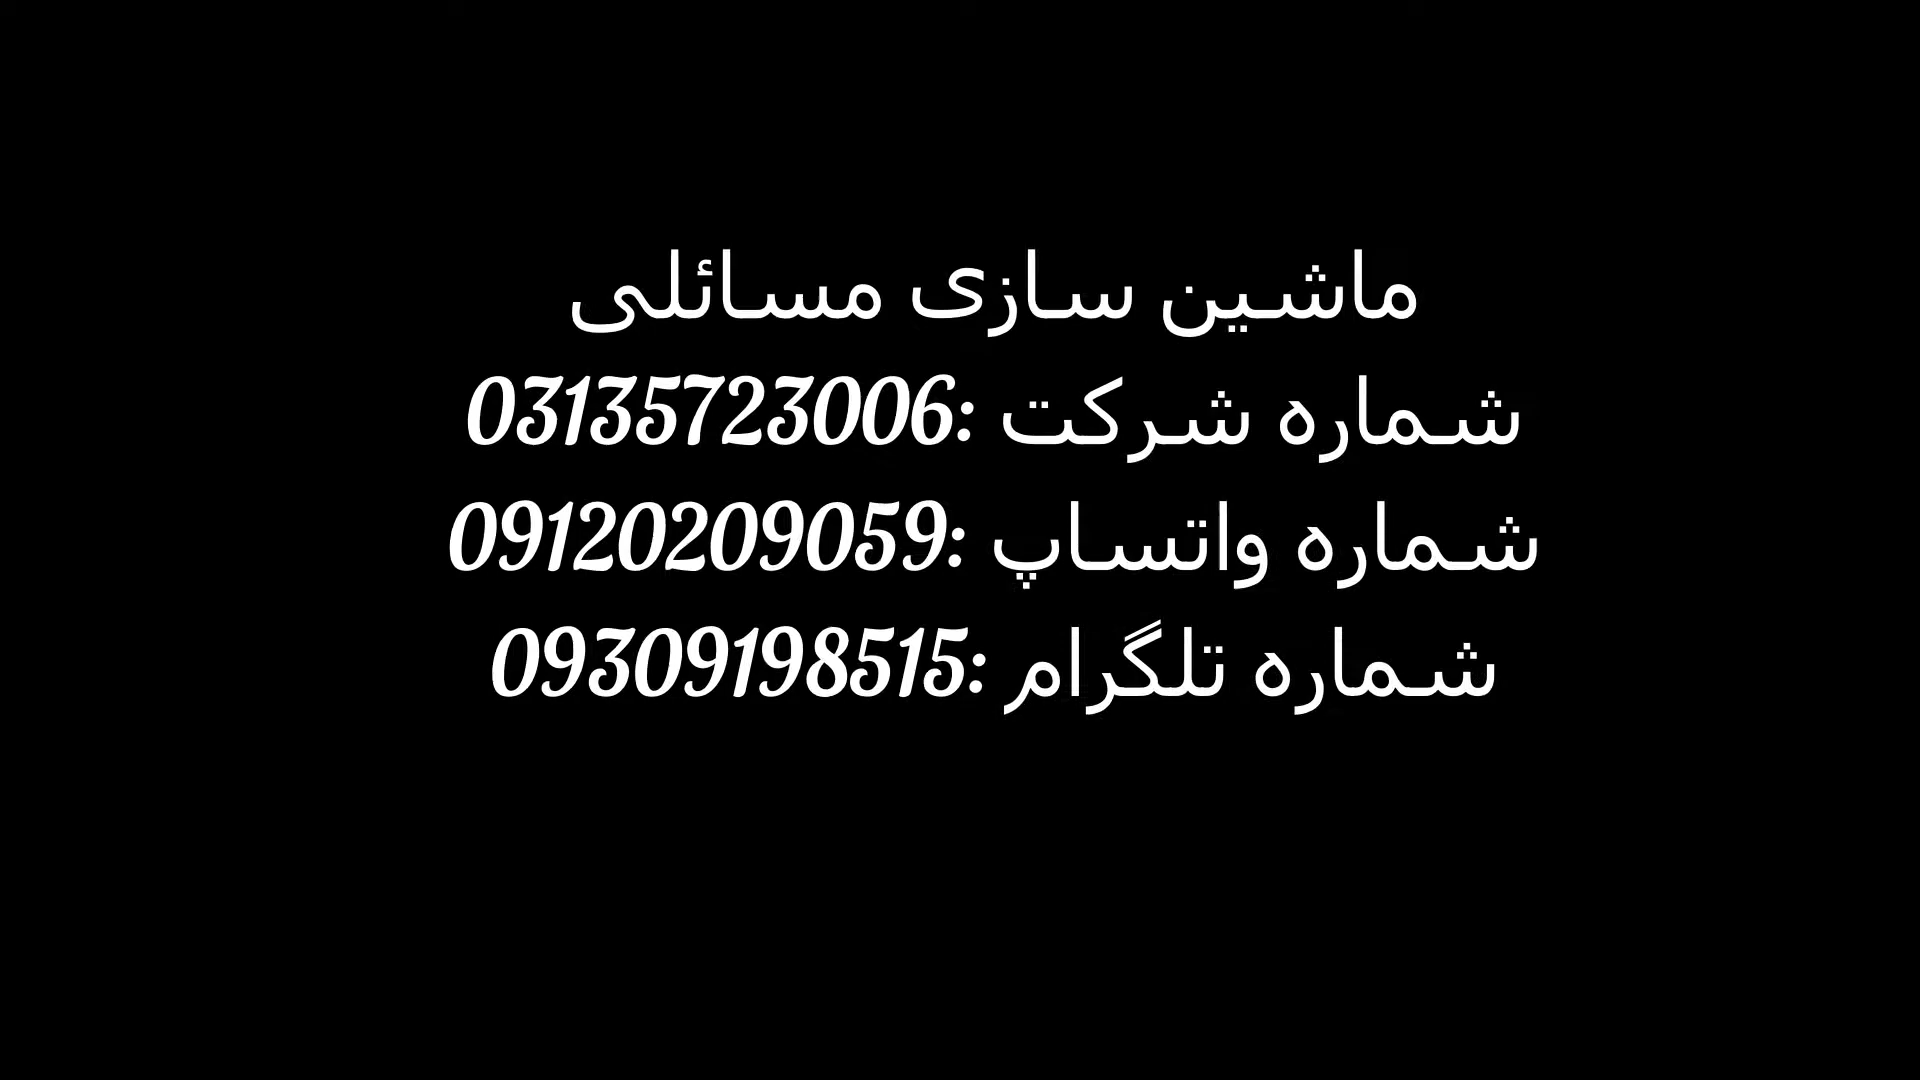 ماشین سازی مسائلی
شماره شرکت :03135723006
شماره واتساپ :09120209059
شماره تلگرام :09309198515